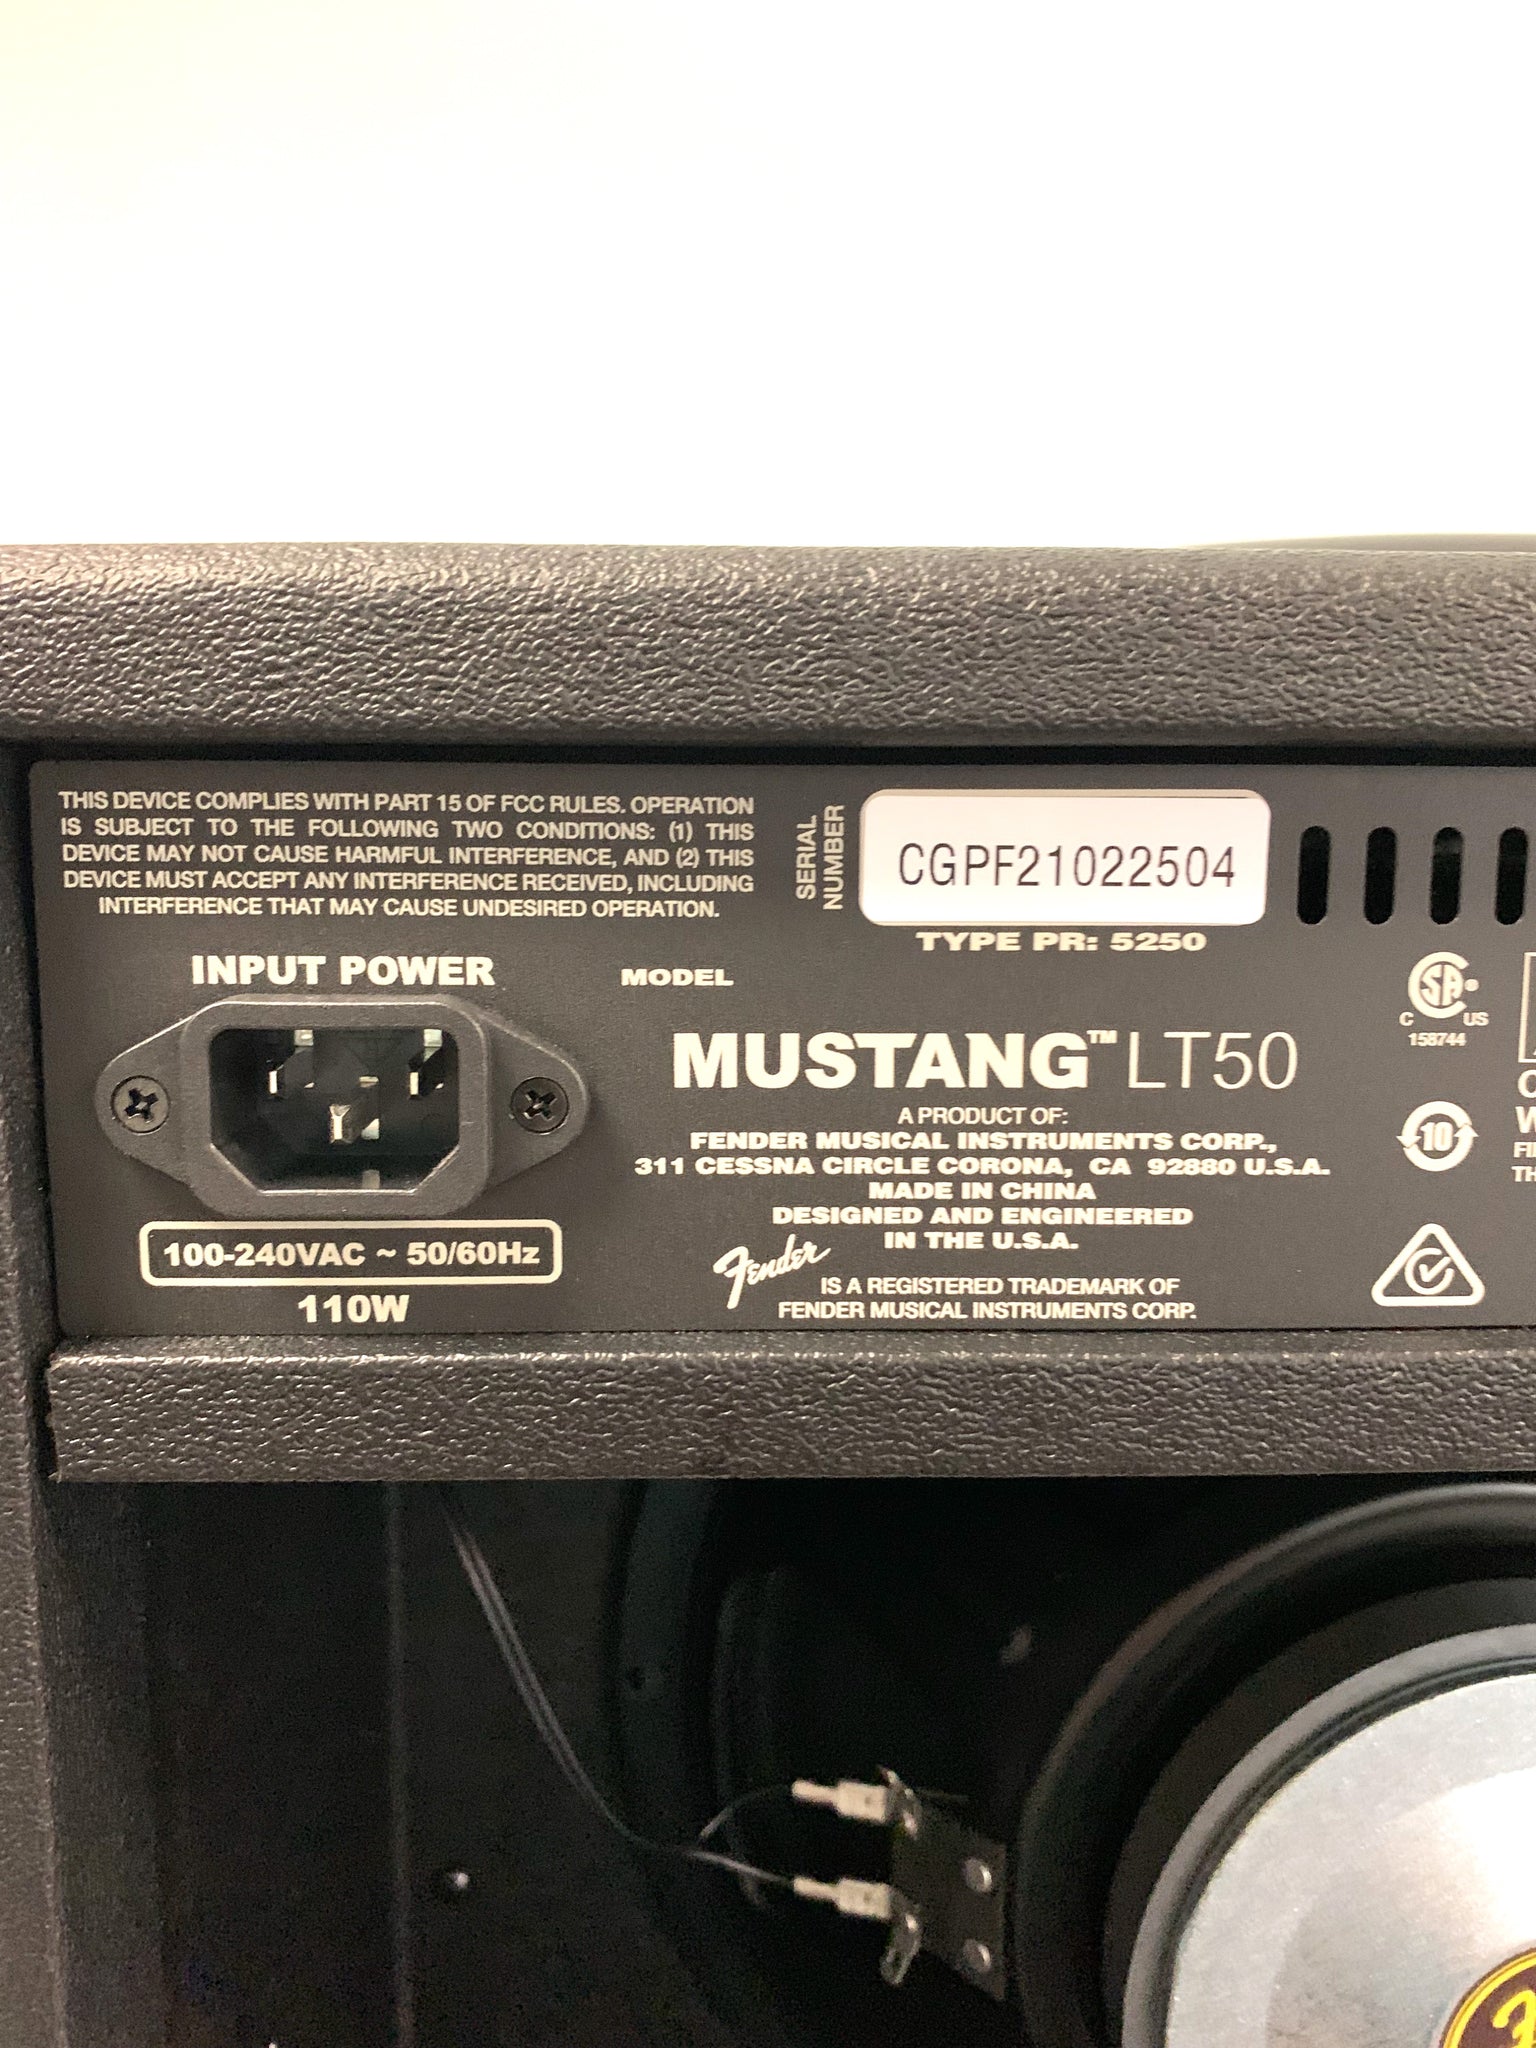 THIS DEVICE COMPLIES WITH PART 15 OF FCC RULES. OPERATION
IS SUBJECT TO THE FOLLOWING TWO CONDITIONS: (1) THIS
DEVICE MAY NOT CAUSE HARMFUL INTERFERENCE, AND (2) THIS
DEVICE MUST ACCEPT ANY INTERFERENCE RECEIVED, INCLUDING
INTERFERENCE THAT MAY CAUSE UNDESIRED OPERATION.
SERIAL
NUMBER
CGPF21022504
TYPE PR: 5250
INPUT POWER
100-240VAC ~ 50/60Hz
110W
MODEL
MUSTANG™ LT50
A PRODUCT OF:
FENDER MUSICAL INSTRUMENTS CORP.,
311 CESSNA CIRCLE CORONA, CA 92880 U.S.A.
MADE IN CHINA
DESIGNED AND ENGINEERED
IN THE U.S.A.
Fender
IS A REGISTERED TRADEMARK OF
FENDER MUSICAL INSTRUMENTS CORP.
SA
C US
158744
10